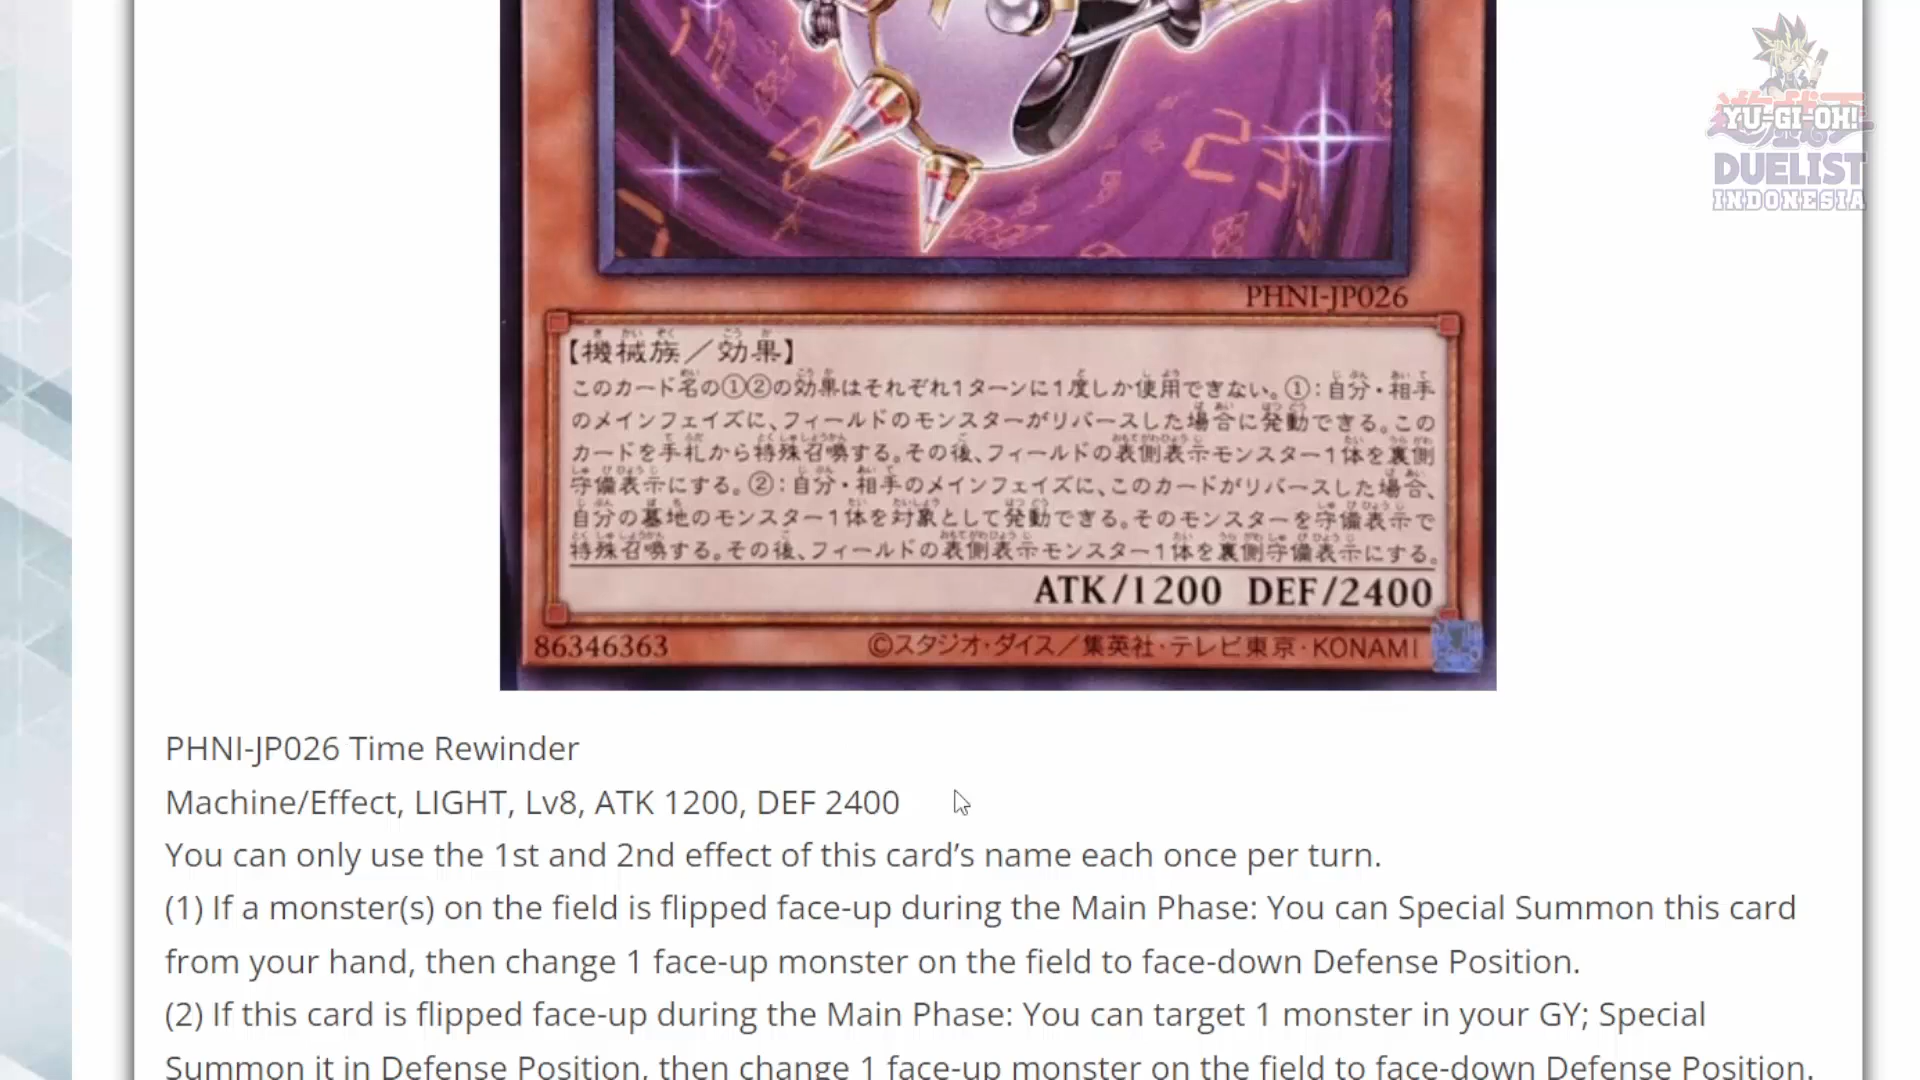 YU-GI-OH!
DUELIST
INDONESIA
PHNI-JP026
【機械族／効果】
このカード名の①②の効果はそれぞれ1ターンに1度しか使用できない。①：自分・相手
のメインフェイズに、フィールドのモンスターがリバースした場合に発動できる。この
カードを手札から特殊召喚する。その後、フィールドの表側表示モンスター1体を裏側
守備表示にする。②：自分・相手のメインフェイズに、このカードがリバースした場合、
自分の墓地のモンスター1体を対象として発動できる。そのモンスターを守備表示で
特殊召喚する。その後、フィールドの表側表示モンスター1体を裏側守備表示にする。
ATK/1200 DEF/2400
86346363 ©スタジオ・ダイス／集英社・テレビ東京・KONAMI
PHNI-JP026 Time Rewinder
Machine/Effect, LIGHT, Lv8, ATK 1200, DEF 2400
You can only use the 1st and 2nd effect of this card’s name each once per turn.
(1) If a monster(s) on the field is flipped face-up during the Main Phase: You can Special Summon this card
from your hand, then change 1 face-up monster on the field to face-down Defense Position.
(2) If this card is flipped face-up during the Main Phase: You can target 1 monster in your GY; Special
Summon it in Defense Position, then change 1 face-up monster on the field to face-down Defense Position.